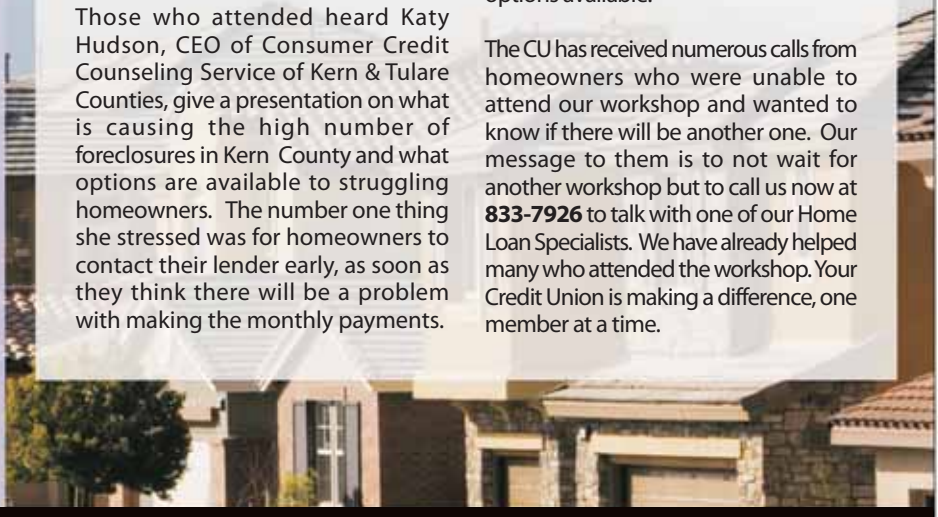 Those who attended heard Katy
Hudson, CEO of Consumer Credit
Counseling Service of Kern & Tulare
Counties, give a presentation on what
is causing the high number of
foreclosures in Kern County and what
options are available to struggling
homeowners. The number one thing
she stressed was for homeowners to
contact their lender early, as soon as
they think there will be a problem
with making the monthly payments.
options available.
The CU has received numerous calls from
homeowners who were unable to
attend our workshop and wanted to
know if there will be another one. Our
message to them is to not wait for
another workshop but to call us now at
833-7926 to talk with one of our Home
Loan Specialists. We have already helped
many who attended the workshop. Your
Credit Union is making a difference, one
member at a time.